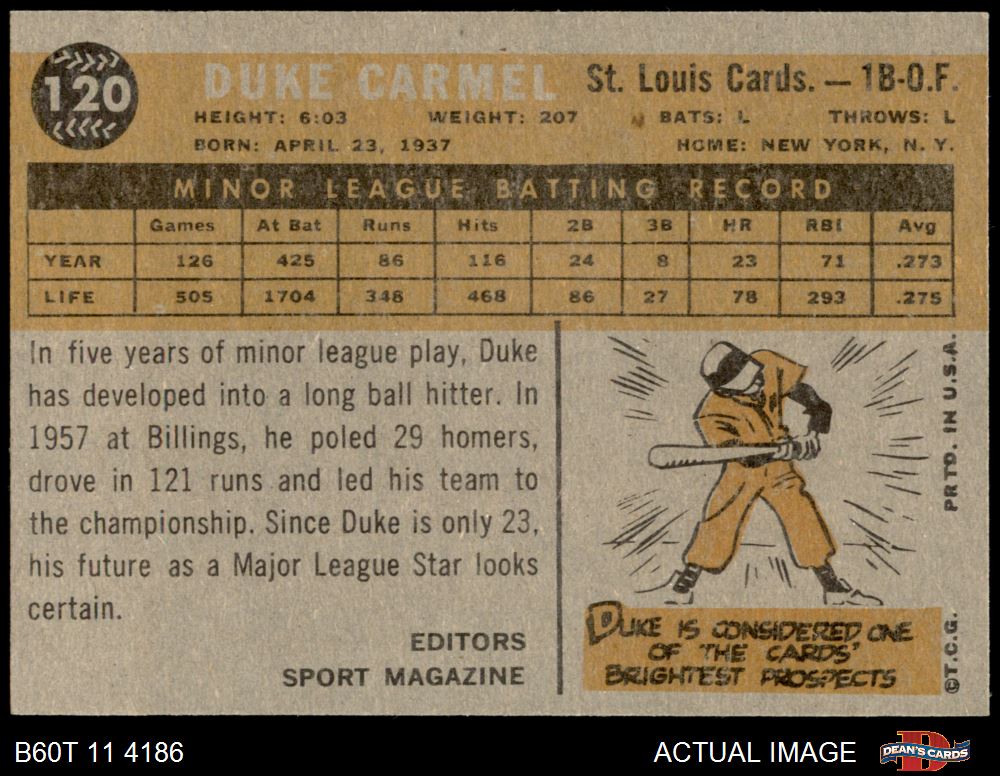 120
DUKE CARMEL St. Louis Cards. — 1B-O.F.
HEIGHT: 6:03 WEIGHT: 207 BATS: L THROWS: L
BORN: APRIL 23, 1937 HOME: NEW YORK, N. Y.
MINOR LEAGUE BATTING RECORD
Games At Bat Runs Hits 2B 3B HR RBI Avg
YEAR 126 425 86 116 24 8 23 71 .273
LIFE 505 1704 348 468 86 27 78 293 .275
In five years of minor league play, Duke
has developed into a long ball hitter. In
1957 at Billings, he poled 29 homers,
drove in 121 runs and led his team to
the championship. Since Duke is only 23,
his future as a Major League Star looks
certain.
EDITORS
SPORT MAGAZINE
DUKE IS CONSIDERED ONE
OF THE CARDS'
BRIGHTEST PROSPECTS
©T.C.G. PRTD. IN U.S.A.
B60T 11 4186 ACTUAL IMAGE DEAN'S CARDS